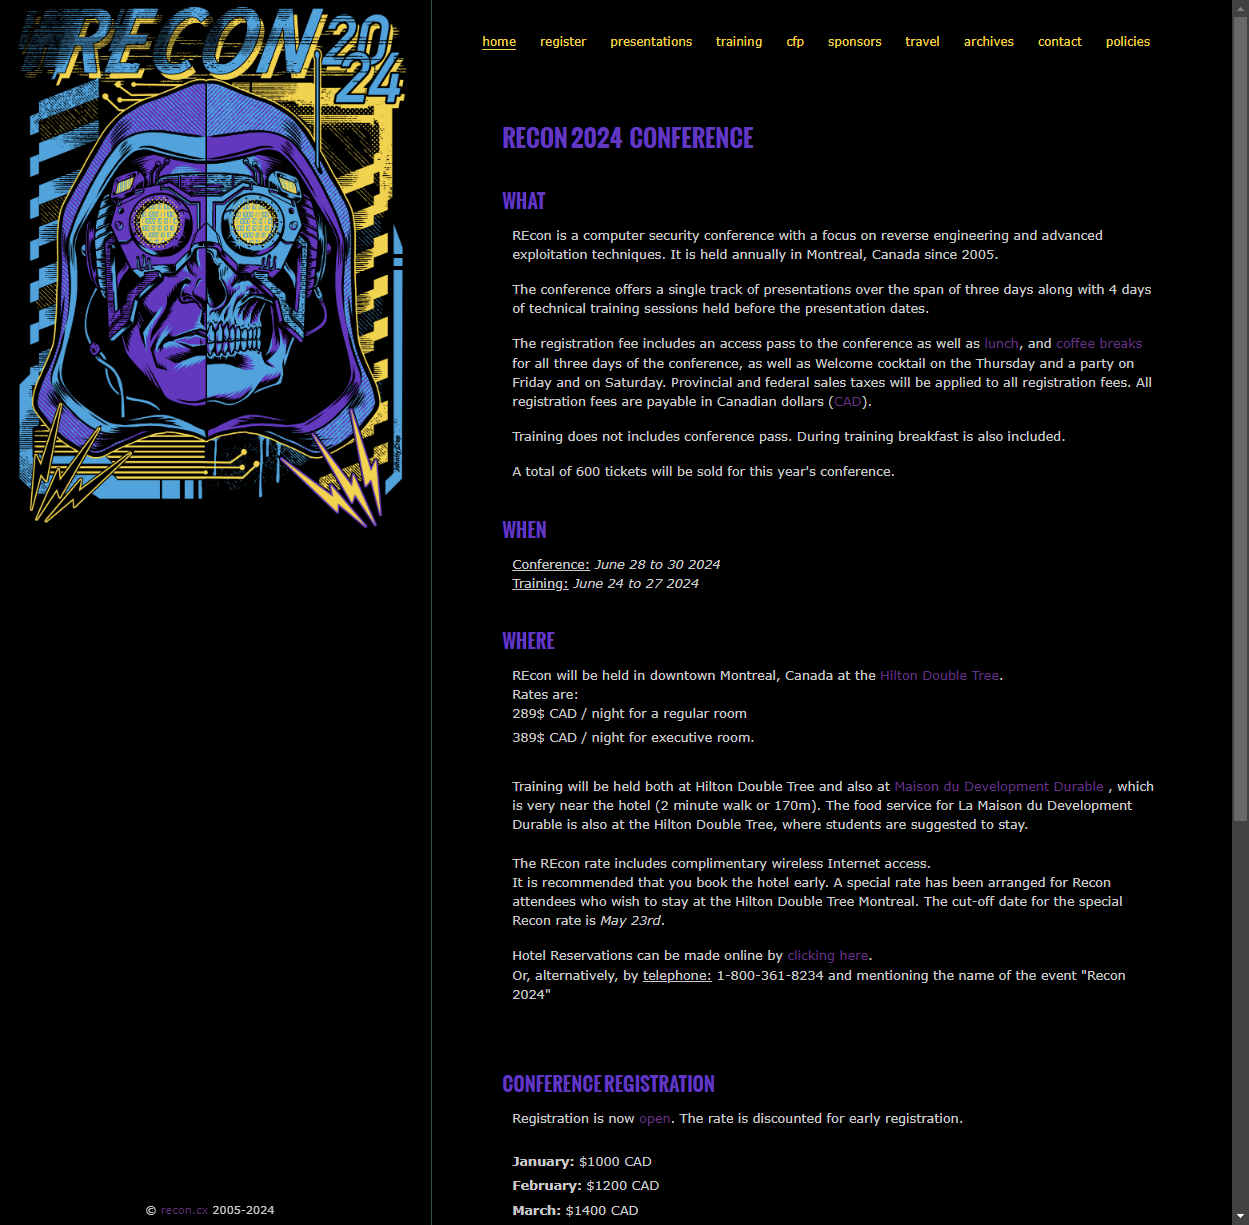 RECON 2024
home register presentations training cfp sponsors travel archives contact policies
RECON 2024 CONFERENCE
WHAT
REcon is a computer security conference with a focus on reverse engineering and advanced
exploitation techniques. It is held annually in Montreal, Canada since 2005.
The conference offers a single track of presentations over the span of three days along with 4 days
of technical training sessions held before the presentation dates.
The registration fee includes an access pass to the conference as well as lunch, and coffee breaks
for all three days of the conference, as well as Welcome cocktail on the Thursday and a party on
Friday and on Saturday. Provincial and federal sales taxes will be applied to all registration fees. All
registration fees are payable in Canadian dollars (CAD).
Training does not includes conference pass. During training breakfast is also included.
A total of 600 tickets will be sold for this year's conference.
WHEN
Conference: June 28 to 30 2024
Training: June 24 to 27 2024
WHERE
REcon will be held in downtown Montreal, Canada at the Hilton Double Tree.
Rates are:
289$ CAD / night for a regular room
389$ CAD / night for executive room.
Training will be held both at Hilton Double Tree and also at Maison du Development Durable , which
is very near the hotel (2 minute walk or 170m). The food service for La Maison du Development
Durable is also at the Hilton Double Tree, where students are suggested to stay.
The REcon rate includes complimentary wireless Internet access.
It is recommended that you book the hotel early. A special rate has been arranged for Recon
attendees who wish to stay at the Hilton Double Tree Montreal. The cut-off date for the special
Recon rate is May 23rd.
Hotel Reservations can be made online by clicking here.
Or, alternatively, by telephone: 1-800-361-8234 and mentioning the name of the event "Recon
2024"
CONFERENCE REGISTRATION
Registration is now open. The rate is discounted for early registration.
January: $1000 CAD
February: $1200 CAD
March: $1400 CAD
© recon.cx 2005-2024